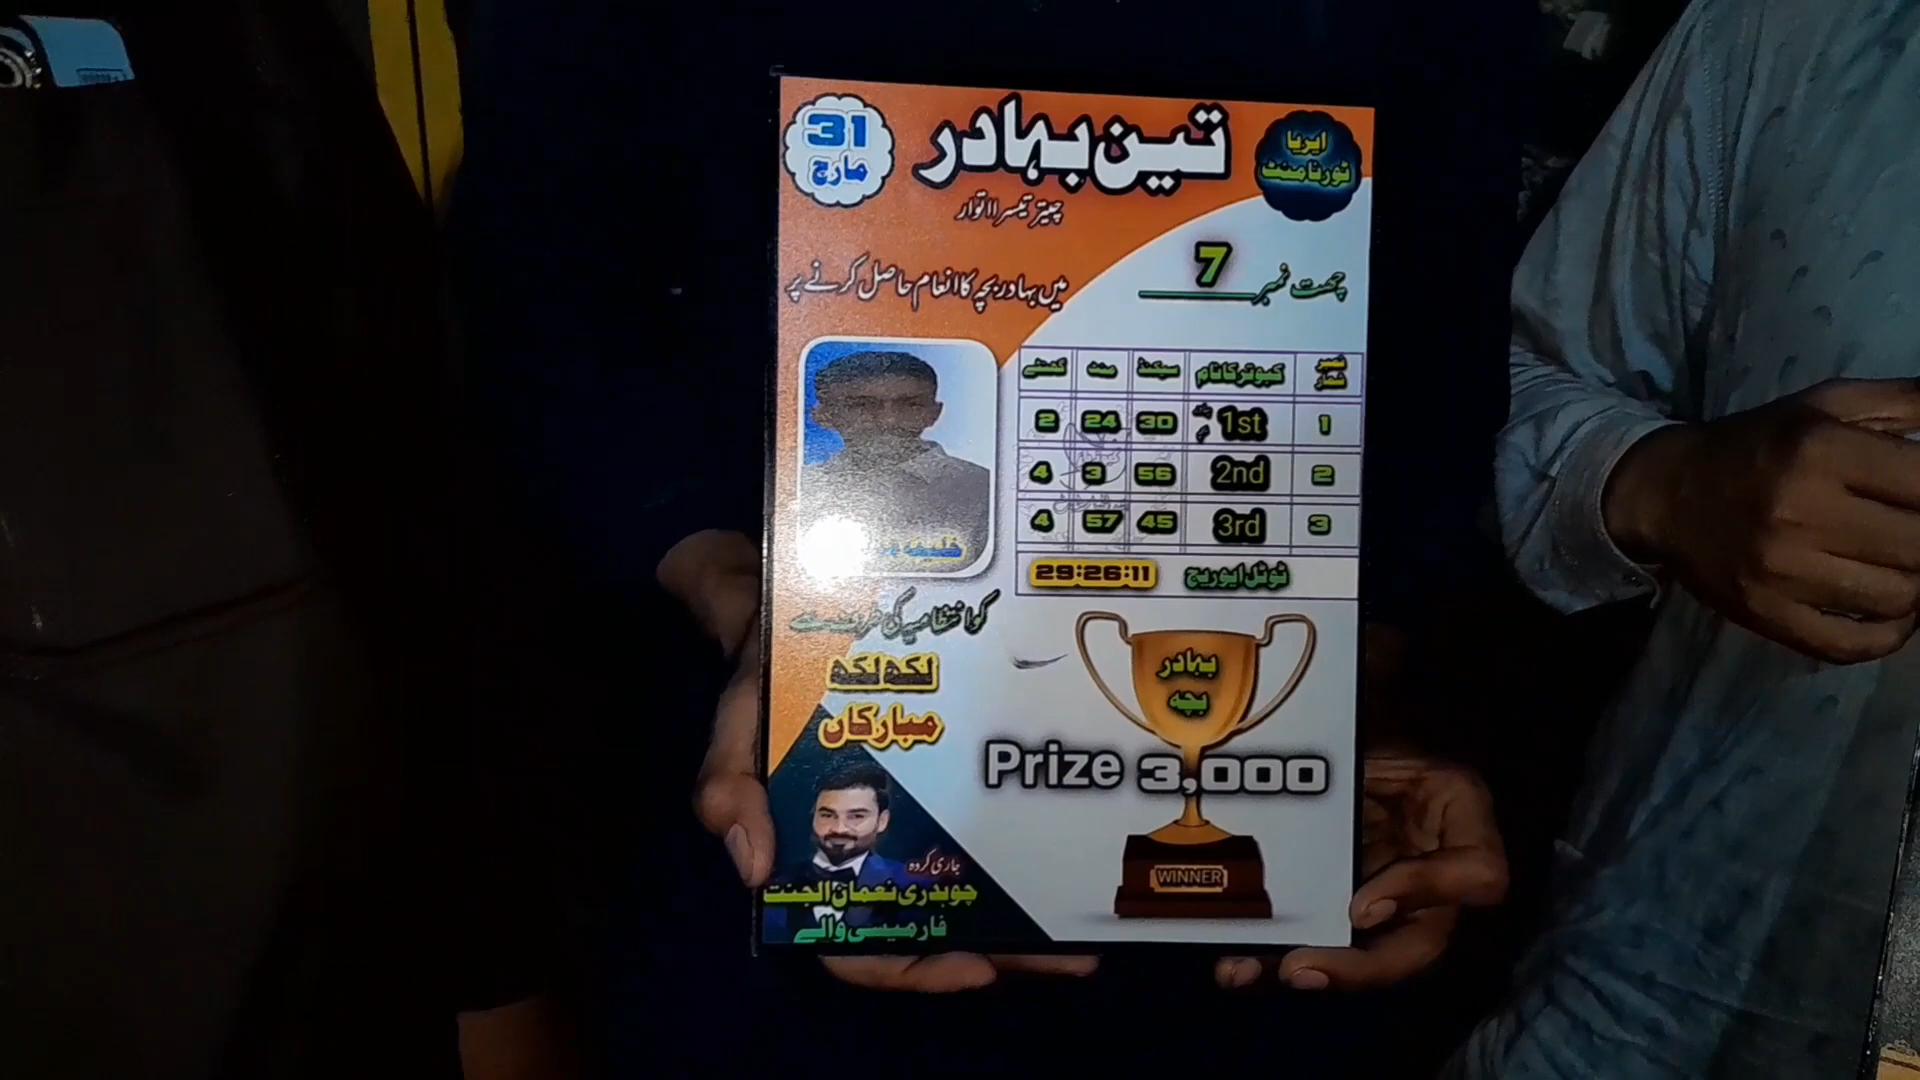 31
مارچ
تین بہادر
ایریا
ٹورنامنٹ
چیتر تیسرا اتوار
چھت نمبر 7
میں بہادر بچہ کا انعام حاصل کرنے پر
نمبر شمار کبوتر کا نام سیکنڈ منٹ گھنٹے
1 1st 30 24 2
2 2nd 56 3 4
3 3rd 45 57 4
ٹوٹل ایوریج 29:26:11
خلیفہ
کو انتظامیہ کی طرف سے
لکھ لکھ
مبارکاں
بہادر
بچہ
Prize 3,000
WINNER
جاری کردہ
چوہدری نعمان الجنت
فارمیسی والے